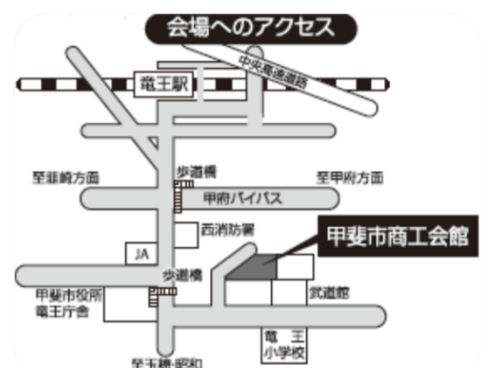 会場へのアクセス
中央高速道路
竜王駅
歩道橋
至韮崎方面
至甲府方面
甲府バイパス
西消防署
甲斐市商工会館
JA
歩道橋
甲斐市役所
竜王庁舎
武道館
竜王
小学校
至玉穂・昭和